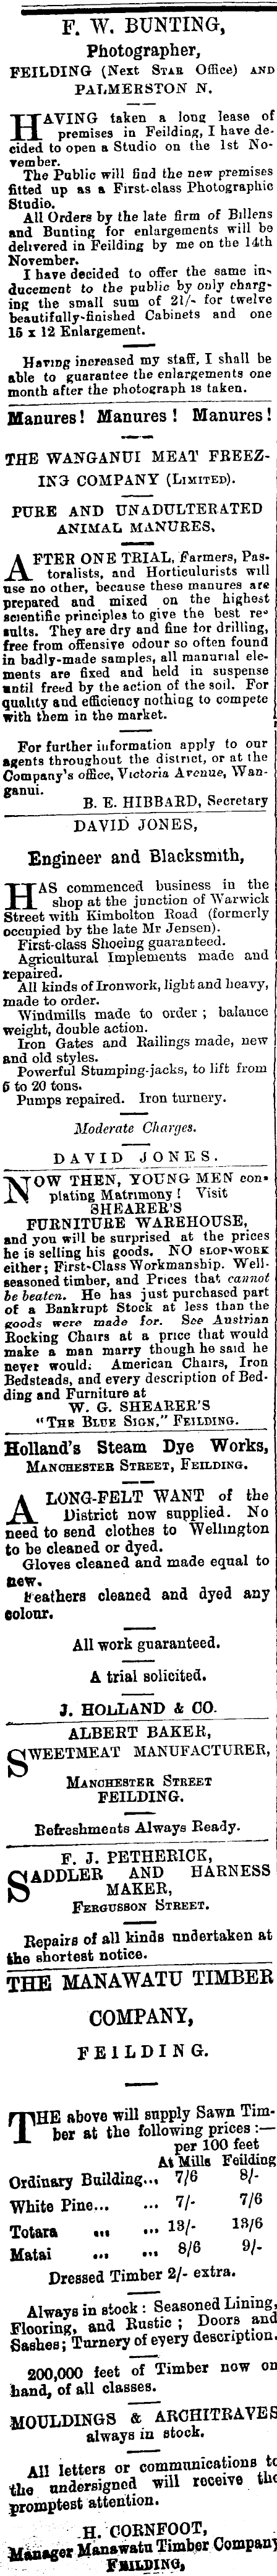 F. W. BUNTING,
Photographer,
FEILDING (Next STAR Office) AND
PALMERSTON N.
HAVING taken a long lease of
premises in Feilding, I have de-
cided to open a Studio on the 1st No-
vember.
The Public will find the new premises
fitted up as a First-class Photographic
Studio.
All Orders by the late firm of Billens
and Bunting for enlargements will be
delivered in Feilding by me on the 14th
November.
I have decided to offer the same in-
ducement to the public by only charg-
ing the small sum of 21/- for twelve
beautifully-finished Cabinets and one
15 x 12 Enlargement.
Having increased my staff, I shall be
able to guarantee the enlargements one
month after the photograph is taken.
Manures! Manures! Manures!
THE WANGANUI MEAT FREEZ-
ING COMPANY (LIMITED).
PURE AND UNADULTERATED
ANIMAL MANURES.
AFTER ONE TRIAL, Farmers, Pas-
toralists, and Horticulturists will
use no other, because these manures are
prepared and mixed on the highest
scientific principles to give the best re-
sults. They are dry and fine for drilling,
free from offensive odour so often found
in badly-made samples, all manurial ele-
ments are fixed and held in suspense
until freed by the action of the soil. For
quality and efficiency nothing to compete
with them in the market.
For further information apply to our
agents throughout the district, or at the
Company's office, Victoria Avenue, Wan-
ganui.
B. E. HIBBARD, Secretary
DAVID JONES,
Engineer and Blacksmith,
HAS commenced business in the
shop at the junction of Warwick
Street with Kimbolton Road (formerly
occupied by the late Mr Jensen).
First-class Shoeing guaranteed.
Agricultural Implements made and
repaired.
All kinds of Ironwork, light and heavy,
made to order.
Windmills made to order; balance
weight, double action.
Iron Gates and Railings made, new
and old styles.
Powerful Stumping-jacks, to lift from
5 to 20 tons.
Pumps repaired. Iron turnery.
Moderate Charges.
DAVID JONES.
NOW THEN, YOUNG MEN con-
plating Matrimony! Visit
SHEARER'S
FURNITURE WAREHOUSE,
and you will be surprised at the prices
he is selling his goods. NO SLOP-WORK
either; First-Class Workmanship. Well-
seasoned timber, and Prices that cannot
be beaten. He has just purchased part
of a Bankrupt Stock at less than the
goods were made for. See Austrian
Rocking Chairs at a price that would
make a man marry though he said he
never would. American Chairs, Iron
Bedsteads, and every description of Bed-
ding and Furniture at
W. G. SHEARER'S
"THE BLUE SIGN," FEILDING.
Holland's Steam Dye Works,
MANCHESTER STREET, FEILDING.
A LONG-FELT WANT of the
District now supplied. No
need to send clothes to Wellington
to be cleaned or dyed.
Gloves cleaned and made equal to
new.
Feathers cleaned and dyed any
colour.
All work guaranteed.
A trial solicited.
J. HOLLAND & CO.
ALBERT BAKER,
SWEETMEAT MANUFACTURER,
MANCHESTER STREET
FEILDING.
Refreshments Always Ready.
F. J. PETHERICK,
SADDLER AND HARNESS
MAKER,
FERGUSSON STREET.
Repairs of all kinds undertaken at
the shortest notice.
THE MANAWATU TIMBER
COMPANY,
FEILDING.
THE above will supply Sawn Tim-
ber at the following prices :—
per 100 feet
At Mills Feilding
Ordinary Building... 7/6 8/-
White Pine... ... 7/- 7/6
Totara ... ... 13/- 13/6
Matai ... ... 8/6 9/-
Dressed Timber 2/- extra.
Always in stock: Seasoned Lining,
Flooring, and Rustic; Doors and
Sashes; Turnery of every description.
200,000 feet of Timber now on
hand, of all classes.
MOULDINGS & ARCHITRAVES
always in stock.
All letters or communications to
the undersigned will receive the
promptest attention.
H. CORNFOOT,
Manager Manawatu Timber Company
FEILDING,